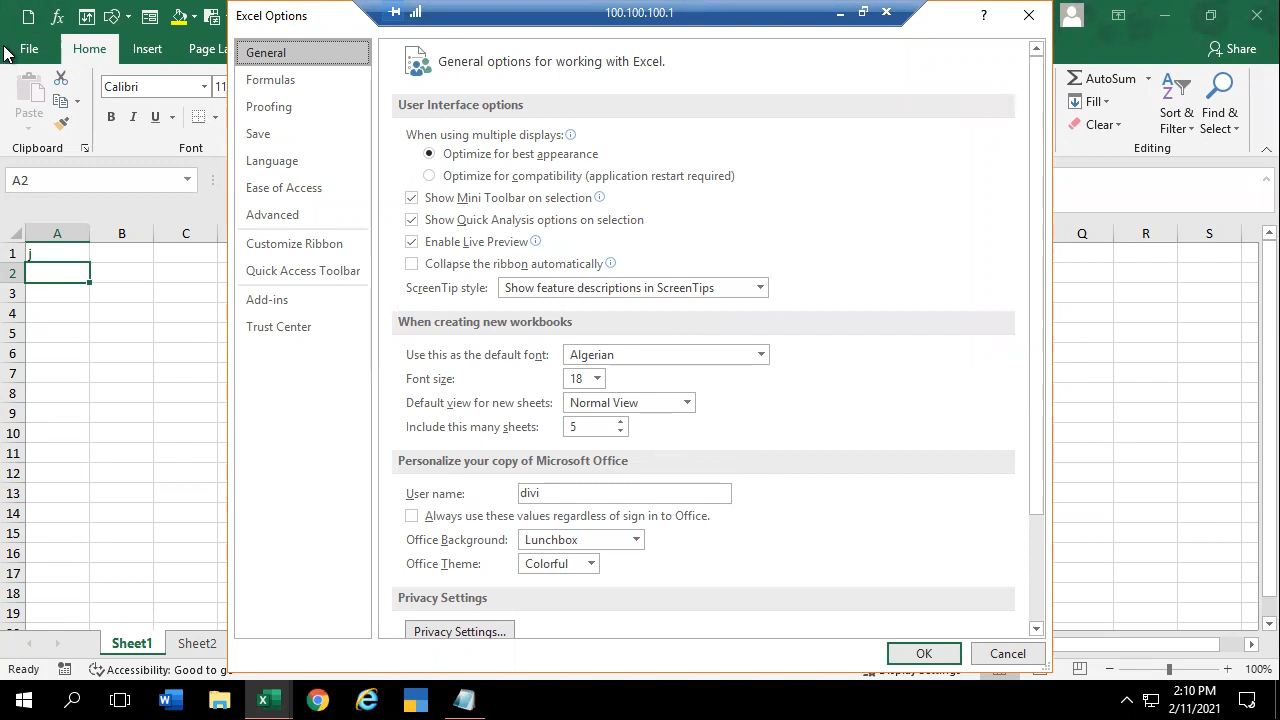 Excel Options
100.100.100.1
File
Home
Insert
Page La
Share
Paste
Calibri
11
B I U
Clipboard
Font
AutoSum
Fill
Clear
Sort &
Filter
Find &
Select
Editing
A2
A B C Q R S
1 j
2
3
4
5
6
7
8
9
10
11
12
13
14
15
16
17
18
19
General
Formulas
Proofing
Save
Language
Ease of Access
Advanced
Customize Ribbon
Quick Access Toolbar
Add-ins
Trust Center
General options for working with Excel.
User Interface options
When using multiple displays:
Optimize for best appearance
Optimize for compatibility (application restart required)
Show Mini Toolbar on selection
Show Quick Analysis options on selection
Enable Live Preview
Collapse the ribbon automatically
ScreenTip style: Show feature descriptions in ScreenTips
When creating new workbooks
Use this as the default font: Algerian
Font size: 18
Default view for new sheets: Normal View
Include this many sheets: 5
Personalize your copy of Microsoft Office
User name: divi
Always use these values regardless of sign in to Office.
Office Background: Lunchbox
Office Theme: Colorful
Privacy Settings
Privacy Settings...
OK
Cancel
Sheet1
Sheet2
Ready
Accessibility: Good to g
100%
2:10 PM
2/11/2021